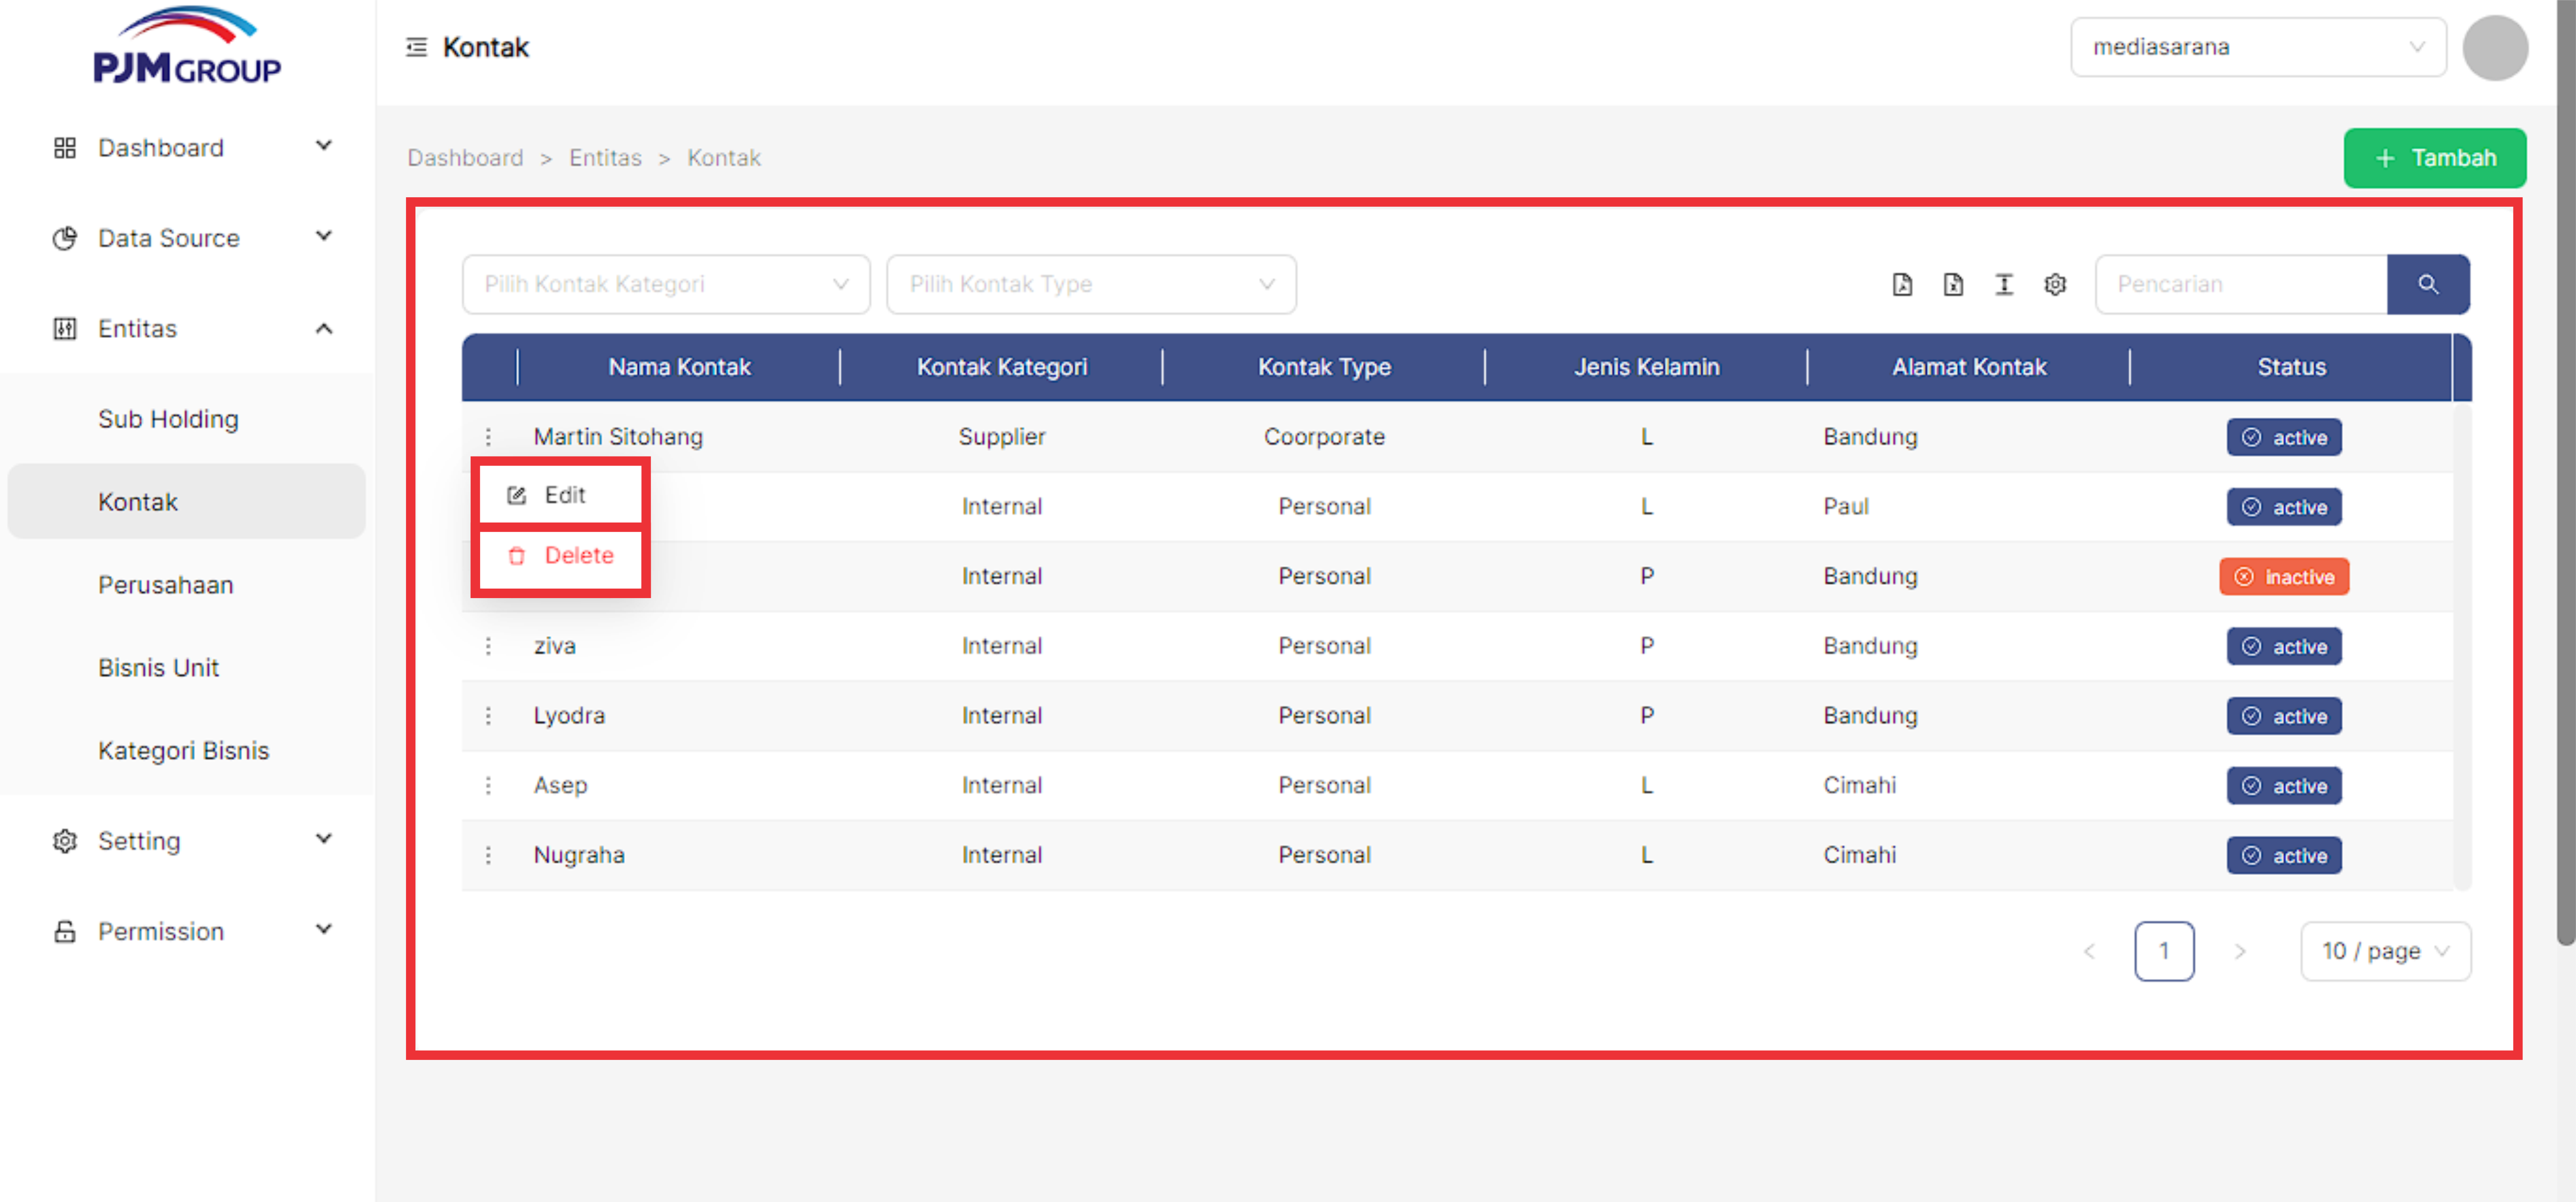 PJM GROUP
Kontak
mediasarana
Dashboard
Data Source
Entitas
Sub Holding
Kontak
Perusahaan
Bisnis Unit
Kategori Bisnis
Setting
Permission
Dashboard > Entitas > Kontak
+ Tambah
Pilih Kontak Kategori
Pilih Kontak Type
Pencarian
Nama Kontak Kontak Kategori Kontak Type Jenis Kelamin Alamat Kontak Status
Martin Sitohang Supplier Coorporate L Bandung active
Edit
Internal Personal L Paul active
Delete
Internal Personal P Bandung inactive
ziva Internal Personal P Bandung active
Lyodra Internal Personal P Bandung active
Asep Internal Personal L Cimahi active
Nugraha Internal Personal L Cimahi active
< 1 > 10 / page